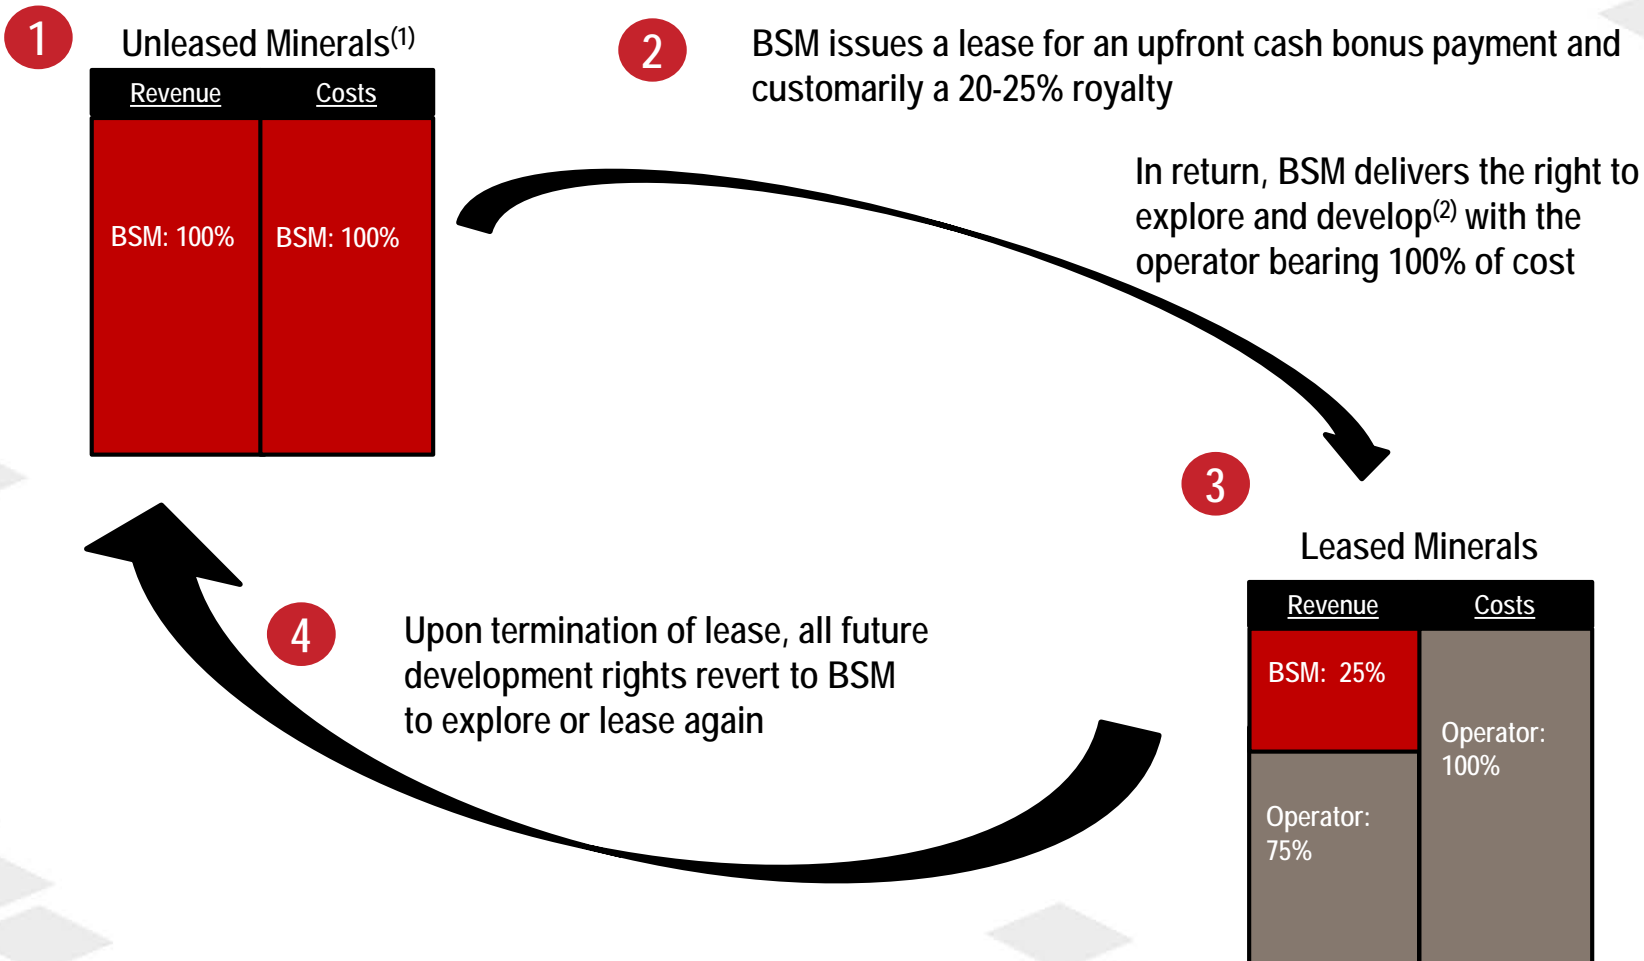 1
Unleased Minerals(1)
Revenue Costs
BSM: 100% BSM: 100%
2
BSM issues a lease for an upfront cash bonus payment and
customarily a 20-25% royalty
In return, BSM delivers the right to
explore and develop(2) with the
operator bearing 100% of cost
3
Leased Minerals
Revenue Costs
BSM: 25%
Operator:
75%
Operator:
100%
4
Upon termination of lease, all future
development rights revert to BSM
to explore or lease again